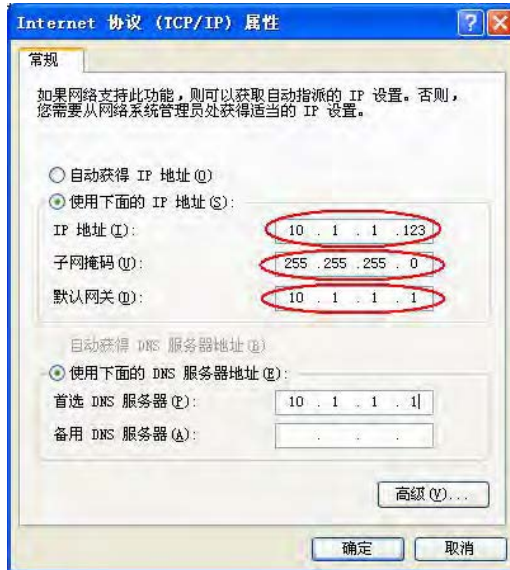 Internet 协议 (TCP/IP) 属性
常规
如果网络支持此功能，则可以获取自动指派的 IP 设置。否则，
您需要从网络系统管理员处获得适当的 IP 设置。
自动获得 IP 地址(O)
使用下面的 IP 地址(S):
IP 地址(I): 10 . 1 . 1 .123
子网掩码(U): 255 .255 .255 . 0
默认网关(D): 10 . 1 . 1 . 1
自动获得 DNS 服务器地址(B)
使用下面的 DNS 服务器地址(E):
首选 DNS 服务器(P): 10 . 1 . 1 . 1
备用 DNS 服务器(A): . . .
高级(V)...
确定 取消